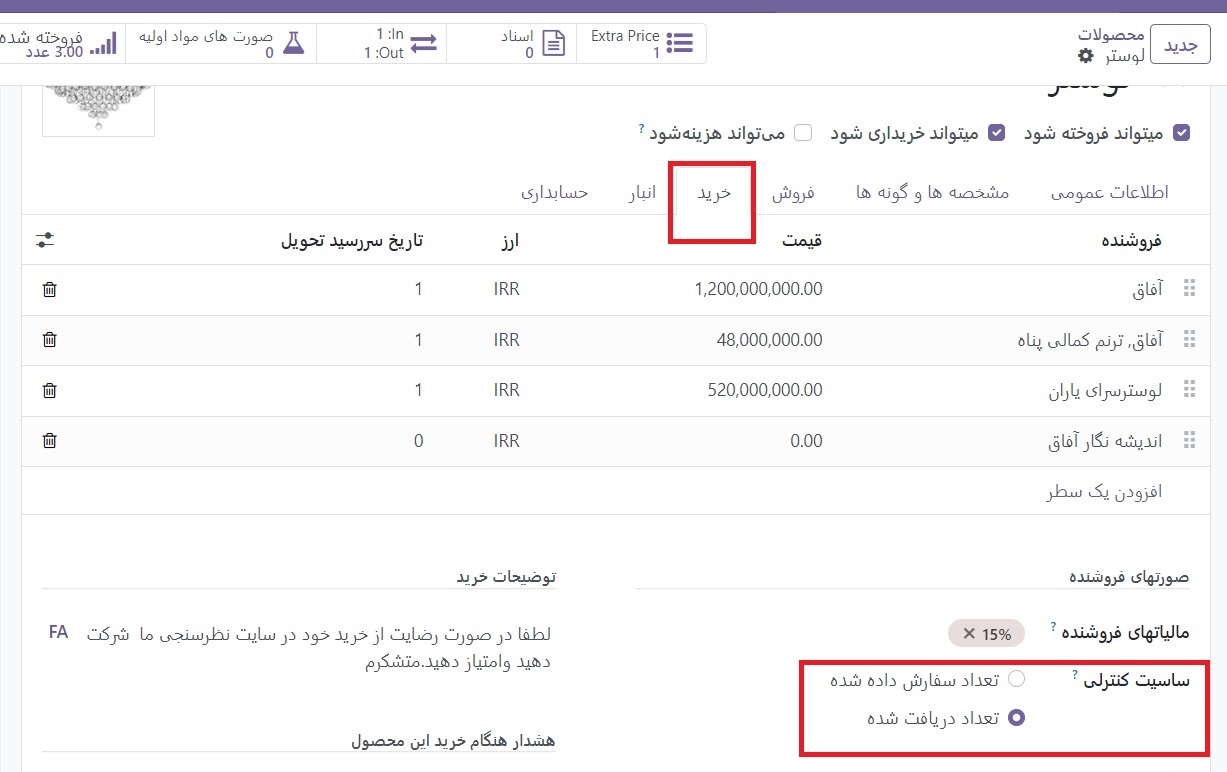 جدید
محصولات
لوستر
Extra Price
1
اسناد
0
In: 1
Out: 1
صورت های مواد اولیه
0
فروخته شده
3.00 عدد
میتواند فروخته شود
میتواند خریداری شود
می‌تواند هزینه‌شود ?
اطلاعات عمومی
مشخصه ها و گونه ها
فروش
خرید
انبار
حسابداری
فروشنده قیمت ارز تاریخ سررسید تحویل
آفاق 1,200,000,000.00 IRR 1
آفاق, ترنم کمالی پناه 48,000,000.00 IRR 1
لوسترسرای یاران 520,000,000.00 IRR 1
اندیشه نگار آفاق 0.00 IRR 0
افزودن یک سطر
صورتهای فروشنده
مالیاتهای فروشنده ?
15% ×
ساسیت کنترلی ?
تعداد سفارش داده شده
تعداد دریافت شده
توضیحات خرید
لطفا در صورت رضایت از خرید خود در سایت نظرسنجی ما شرکت FA
دهید وامتیاز دهید.متشکرم
هشدار هنگام خرید این محصول